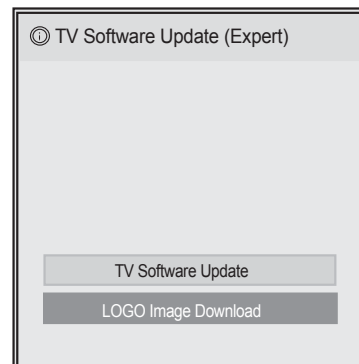 ⓘ TV Software Update (Expert)
TV Software Update
LOGO Image Download